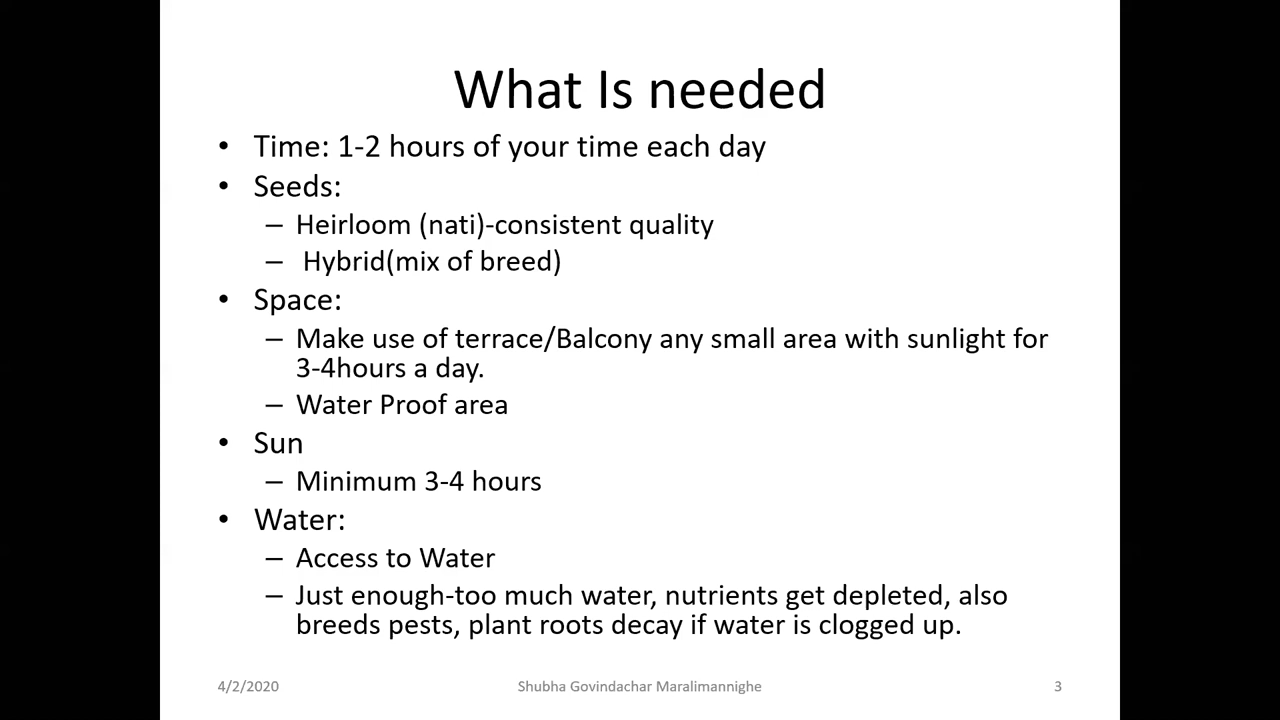 What Is needed
• Time: 1-2 hours of your time each day
• Seeds:
– Heirloom (nati)-consistent quality
– Hybrid(mix of breed)
• Space:
– Make use of terrace/Balcony any small area with sunlight for
3-4hours a day.
– Water Proof area
• Sun
– Minimum 3-4 hours
• Water:
– Access to Water
– Just enough-too much water, nutrients get depleted, also
breeds pests, plant roots decay if water is clogged up.
4/2/2020 Shubha Govindachar Maralimannighe 3